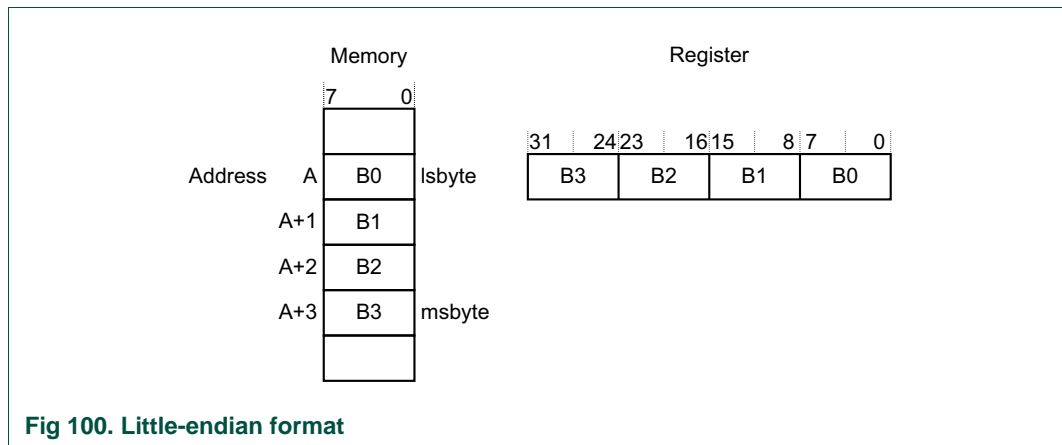 Memory
Register
7 0
31 24 23 16 15 8 7 0
Address A B0 lsbyte
B3 B2 B1 B0
A+1 B1
A+2 B2
A+3 B3 msbyte
Fig 100. Little-endian format